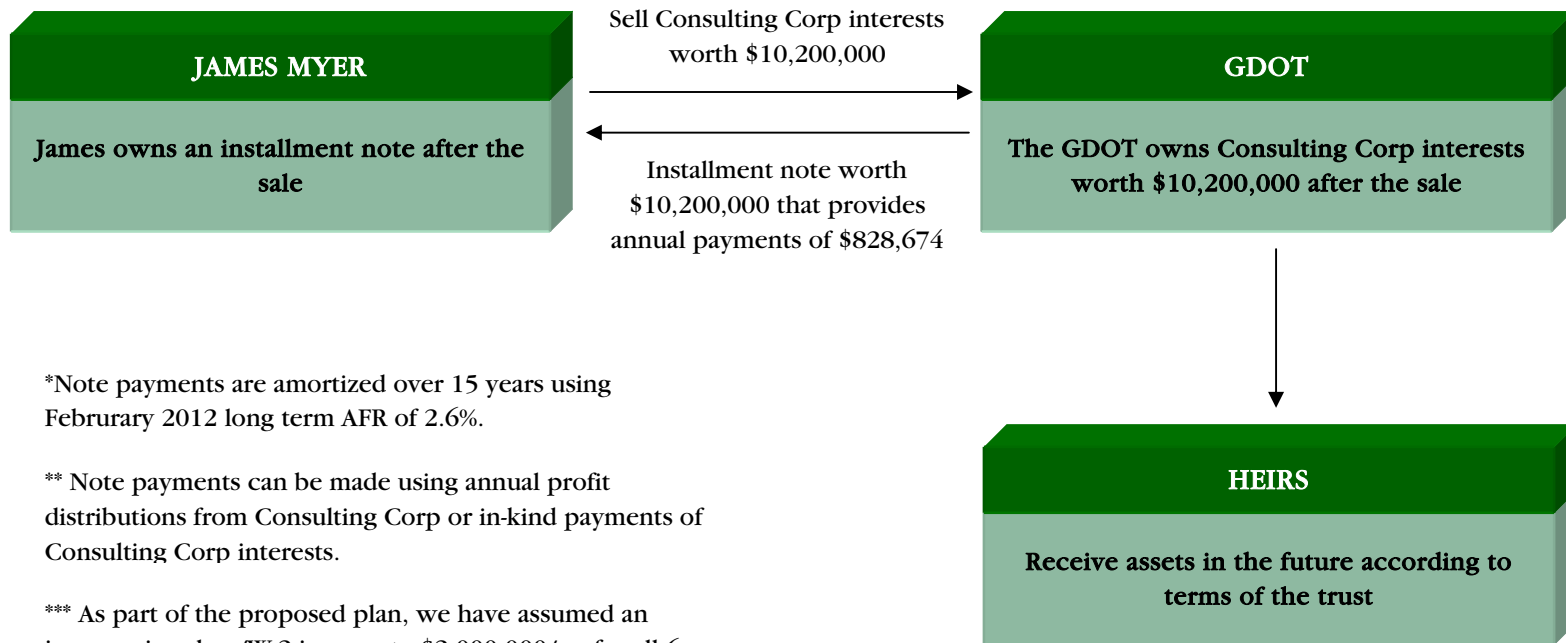 Sell Consulting Corp interests
worth $10,200,000
JAMES MYER
GDOT
James owns an installment note after the
sale
The GDOT owns Consulting Corp interests
worth $10,200,000 after the sale
Installment note worth
$10,200,000 that provides
annual payments of $828,674
*Note payments are amortized over 15 years using
Februrary 2012 long term AFR of 2.6%.
** Note payments can be made using annual profit
distributions from Consulting Corp or in-kind payments of
Consulting Corp interests.
HEIRS
Receive assets in the future according to
terms of the trust
*** As part of the proposed plan, we have assumed an